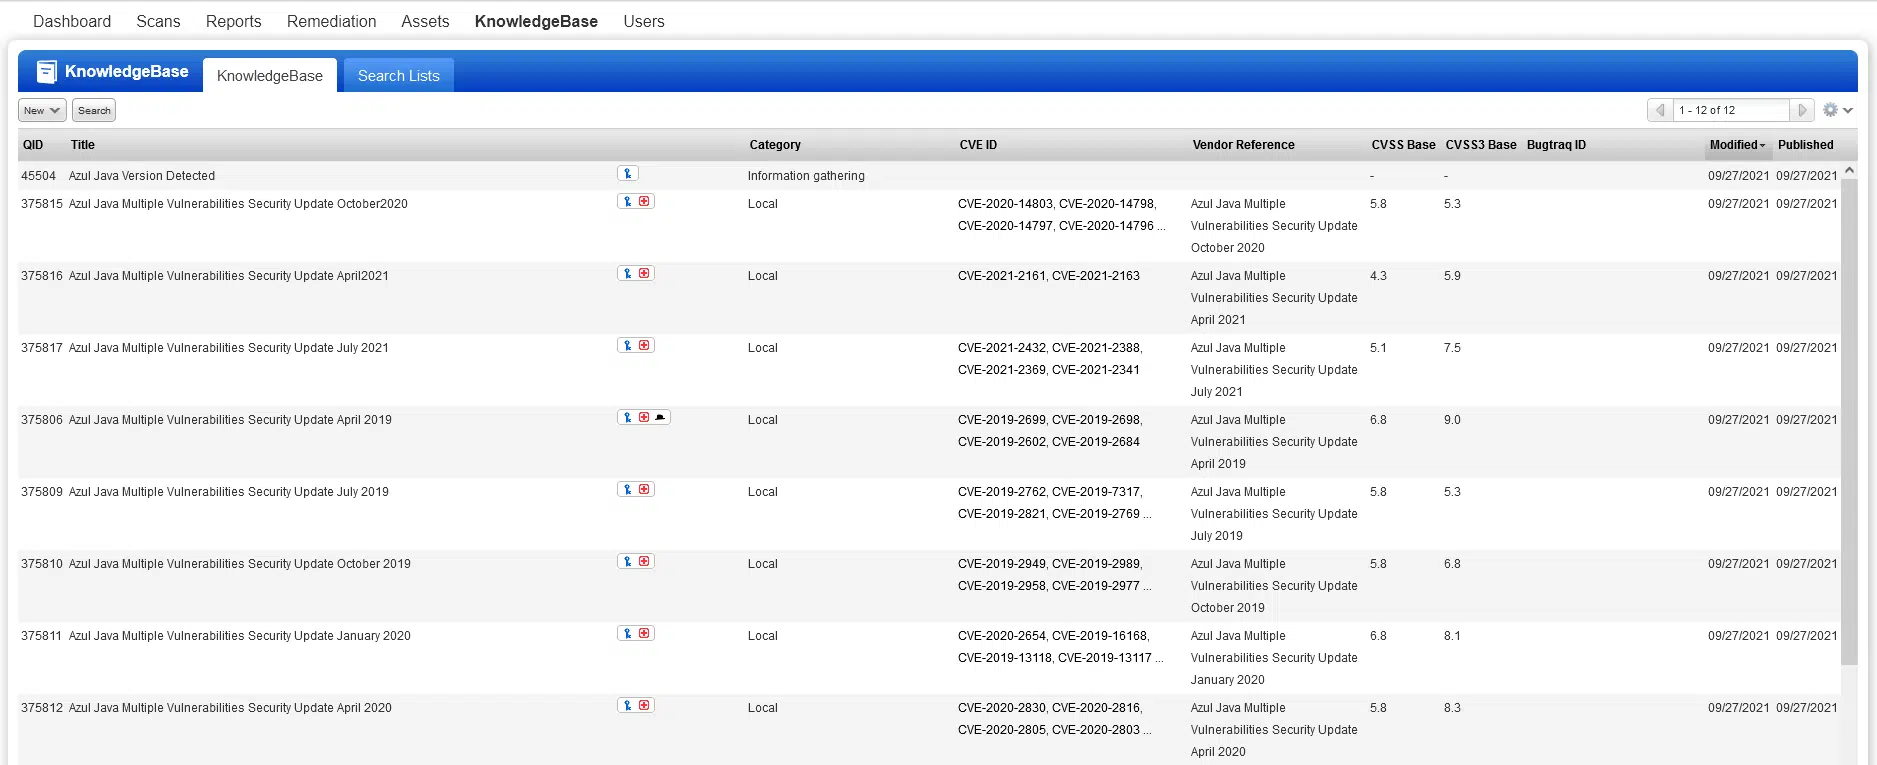 Dashboard Scans Reports Remediation Assets KnowledgeBase Users
KnowledgeBase KnowledgeBase Search Lists
New Search 1 - 12 of 12
QID Title Category CVE ID Vendor Reference CVSS Base CVSS3 Base Bugtraq ID Modified Published
45504 Azul Java Version Detected Information gathering - - 09/27/2021 09/27/2021
375815 Azul Java Multiple Vulnerabilities Security Update October2020 Local CVE-2020-14803, CVE-2020-14798, Azul Java Multiple 5.8 5.3 09/27/2021 09/27/2021
CVE-2020-14797, CVE-2020-14796 ... Vulnerabilities Security Update
October 2020
375816 Azul Java Multiple Vulnerabilities Security Update April2021 Local CVE-2021-2161, CVE-2021-2163 Azul Java Multiple 4.3 5.9 09/27/2021 09/27/2021
Vulnerabilities Security Update
April 2021
375817 Azul Java Multiple Vulnerabilities Security Update July 2021 Local CVE-2021-2432, CVE-2021-2388, Azul Java Multiple 5.1 7.5 09/27/2021 09/27/2021
CVE-2021-2369, CVE-2021-2341 Vulnerabilities Security Update
July 2021
375806 Azul Java Multiple Vulnerabilities Security Update April 2019 Local CVE-2019-2699, CVE-2019-2698, Azul Java Multiple 6.8 9.0 09/27/2021 09/27/2021
CVE-2019-2602, CVE-2019-2684 Vulnerabilities Security Update
April 2019
375809 Azul Java Multiple Vulnerabilities Security Update July 2019 Local CVE-2019-2762, CVE-2019-7317, Azul Java Multiple 5.8 5.3 09/27/2021 09/27/2021
CVE-2019-2821, CVE-2019-2769 ... Vulnerabilities Security Update
July 2019
375810 Azul Java Multiple Vulnerabilities Security Update October 2019 Local CVE-2019-2949, CVE-2019-2989, Azul Java Multiple 5.8 6.8 09/27/2021 09/27/2021
CVE-2019-2958, CVE-2019-2977 ... Vulnerabilities Security Update
October 2019
375811 Azul Java Multiple Vulnerabilities Security Update January 2020 Local CVE-2020-2654, CVE-2019-16168, Azul Java Multiple 6.8 8.1 09/27/2021 09/27/2021
CVE-2019-13118, CVE-2019-13117 ... Vulnerabilities Security Update
January 2020
375812 Azul Java Multiple Vulnerabilities Security Update April 2020 Local CVE-2020-2830, CVE-2020-2816, Azul Java Multiple 5.8 8.3 09/27/2021 09/27/2021
CVE-2020-2805, CVE-2020-2803 ... Vulnerabilities Security Update
April 2020